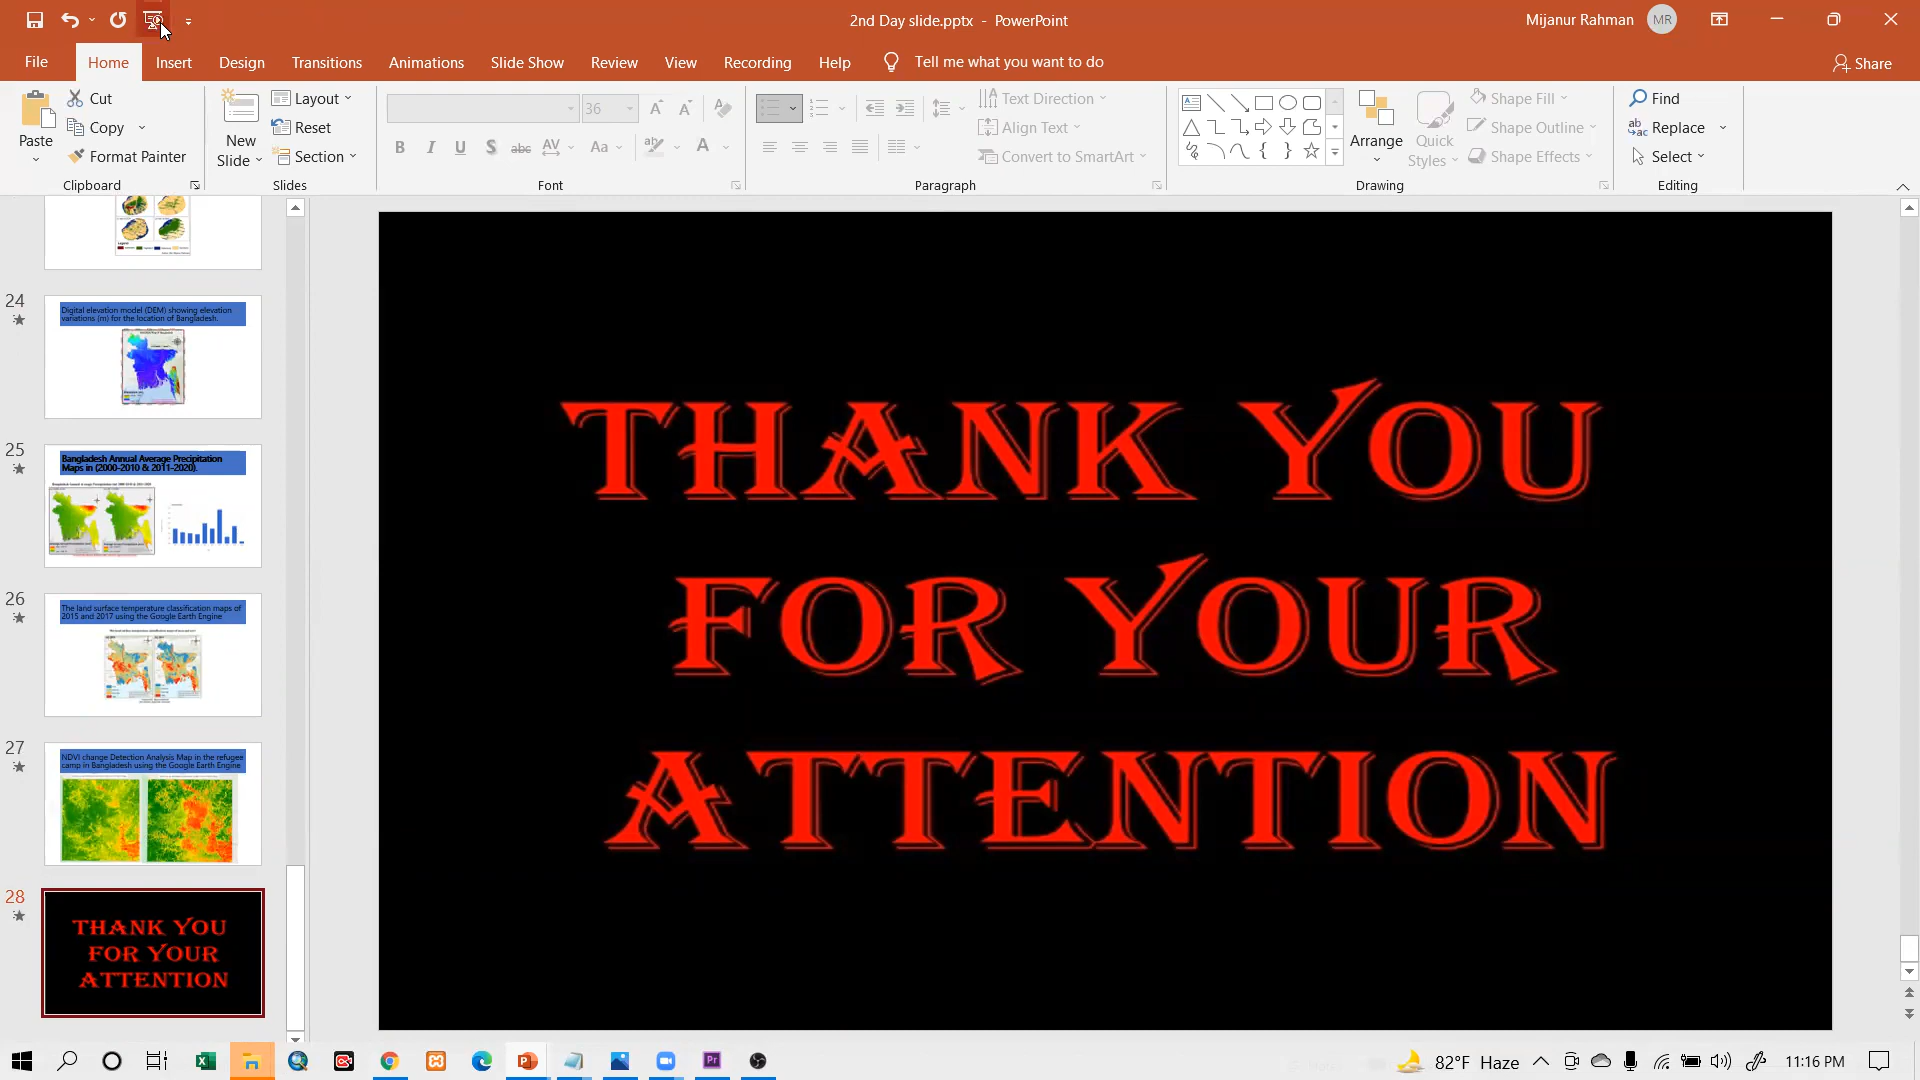 2nd Day slide.pptx - PowerPoint
Mijanur Rahman
MR
File
Home
Insert
Design
Transitions
Animations
Slide Show
Review
View
Recording
Help
Tell me what you want to do
Share
Paste
Cut
Copy
Format Painter
Clipboard
New
Slide
Layout
Reset
Section
Slides
36
B I U S abc AV Aa
ab A
Font
Text Direction
Align Text
Convert to SmartArt
Paragraph
Arrange
Quick
Styles
Shape Fill
Shape Outline
Shape Effects
Drawing
Find
Replace
Select
Editing
24
Digital elevation model (DEM) showing elevation
variations (m) for the location of Bangladesh.
25
Bangladesh Annual Average Precipitation
Maps in (2000-2010 & 2011-2020).
26
The land surface temperature classification maps of
2015 and 2017 using the Google Earth Engine
27
NDVI change Detection Analysis Map in the refugee
camp in Bangladesh using the Google Earth Engine
28
THANK YOU
FOR YOUR
ATTENTION
THANK YOU
FOR YOUR
ATTENTION
82°F Haze
11:16 PM